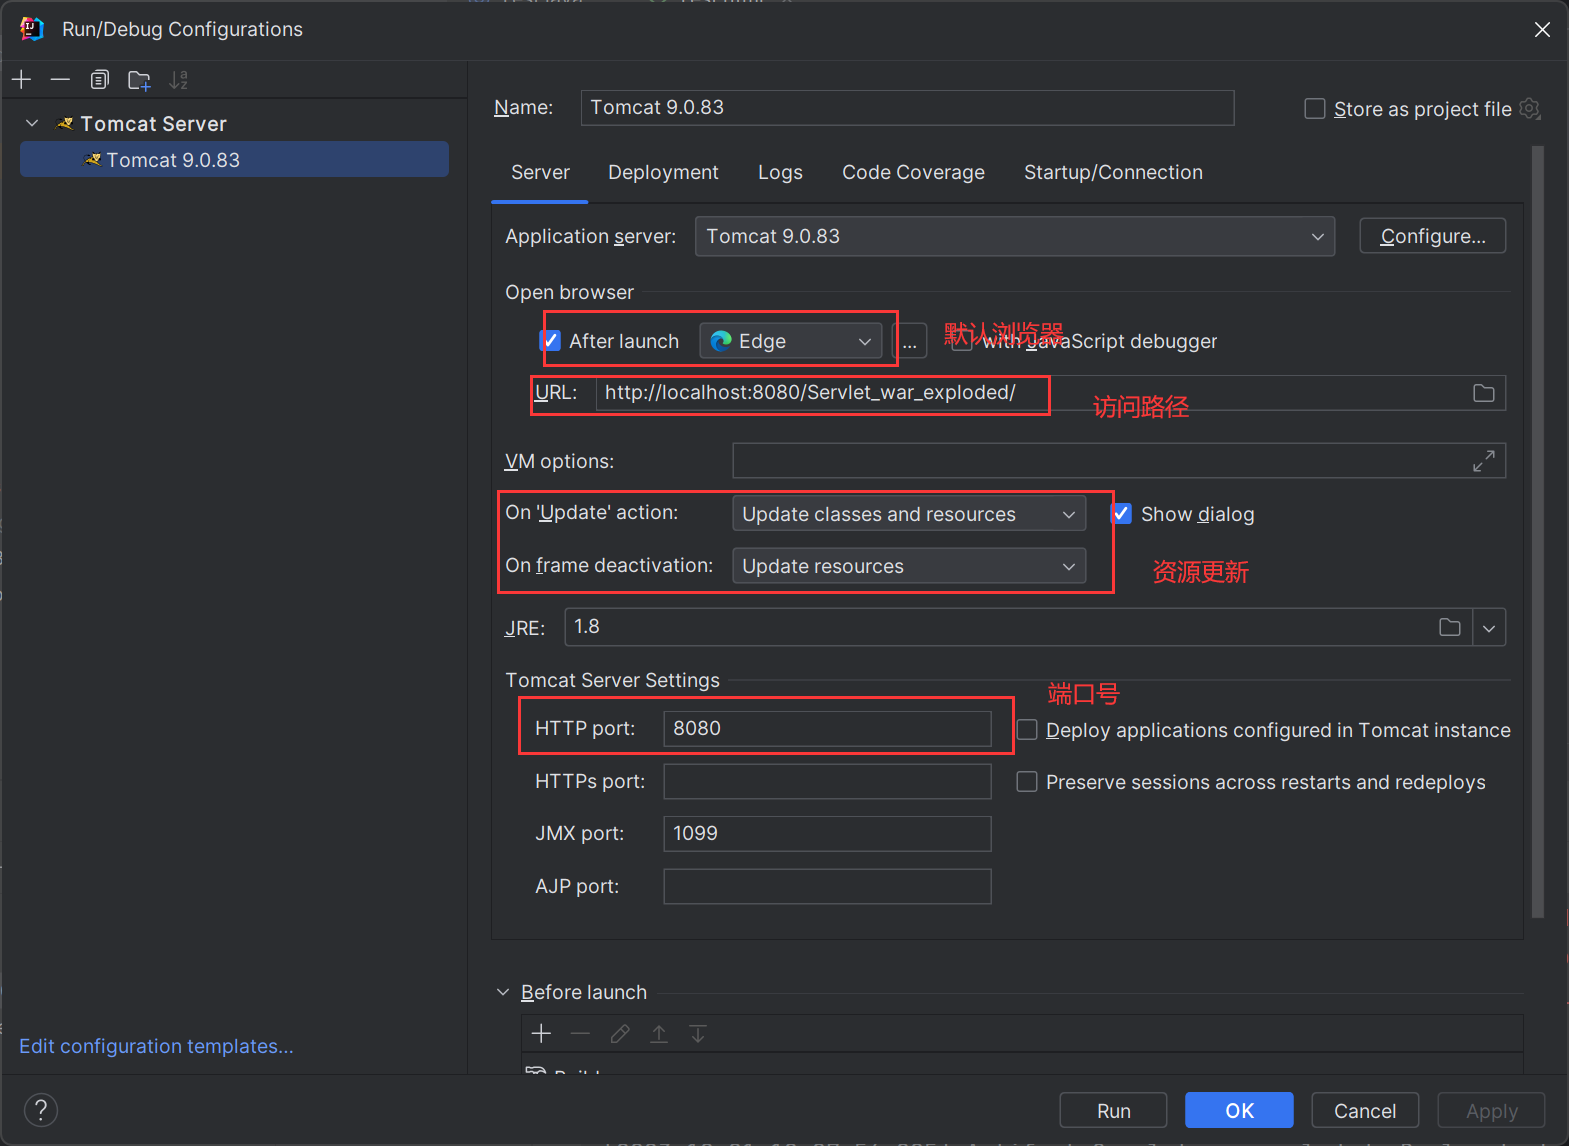 Run/Debug Configurations
Tomcat Server
Tomcat 9.0.83
Name: Tomcat 9.0.83
Store as project file
Server Deployment Logs Code Coverage Startup/Connection
Application server: Tomcat 9.0.83 Configure...
Open browser
After launch Edge ... 默认浏览器 with JavaScript debugger
URL: http://localhost:8080/Servlet_war_exploded/
访问路径
VM options:
On 'Update' action: Update classes and resources Show dialog
On frame deactivation: Update resources
资源更新
JRE: 1.8
Tomcat Server Settings
端口号
HTTP port: 8080 Deploy applications configured in Tomcat instance
HTTPs port: Preserve sessions across restarts and redeploys
JMX port: 1099
AJP port:
Before launch
Edit configuration templates...
? Run OK Cancel Apply